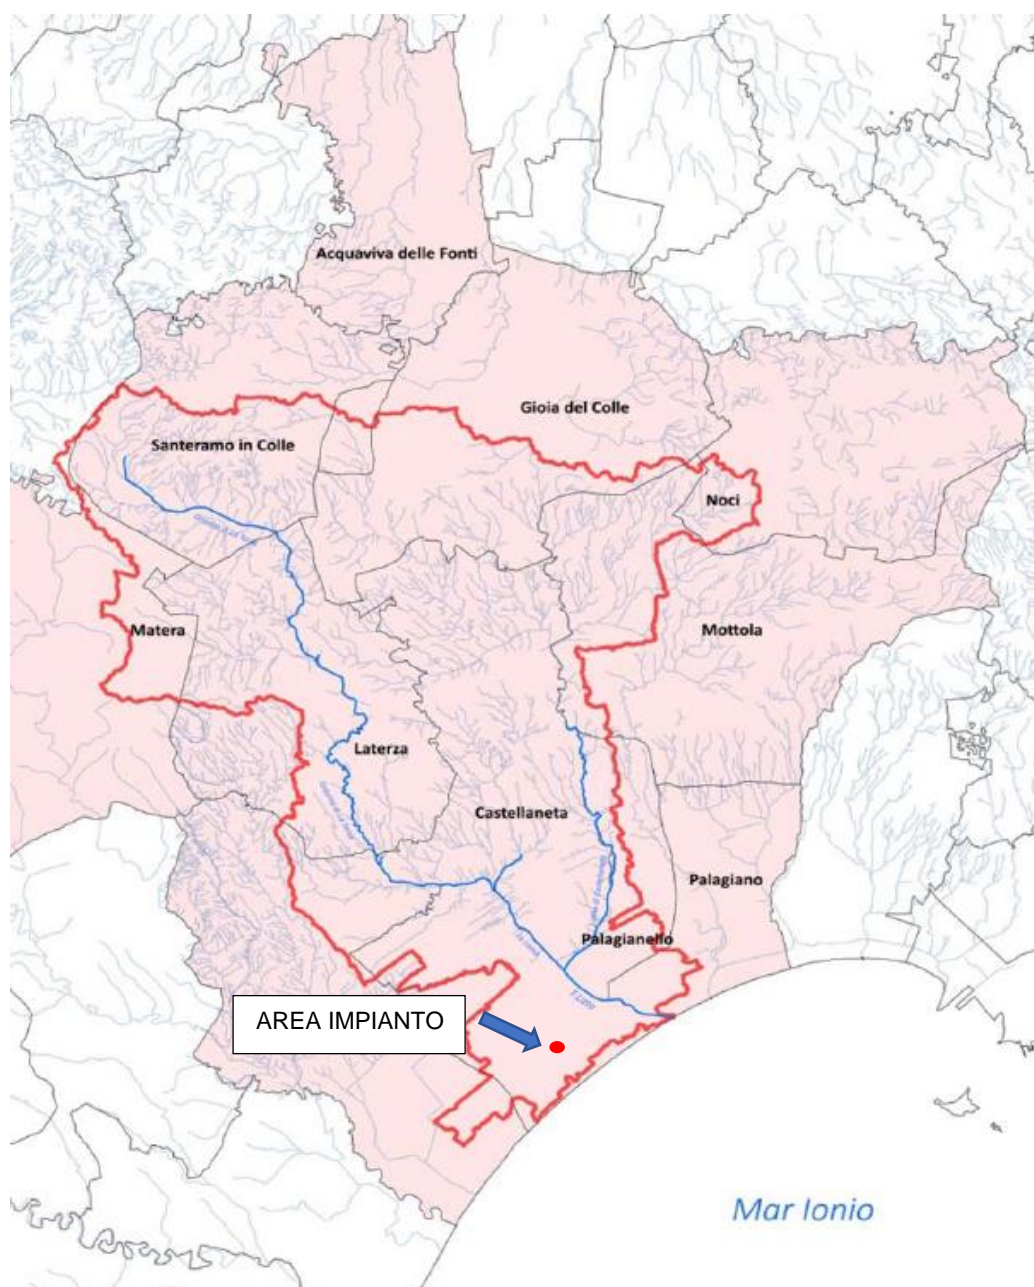 Acquaviva delle Fonti
Gioia del Colle
Santeramo in Colle
Noci
Matera
Mottola
Laterza
Castellaneta
Palagiano
Palagianello
T. Lato
AREA IMPIANTO
Mar Ionio